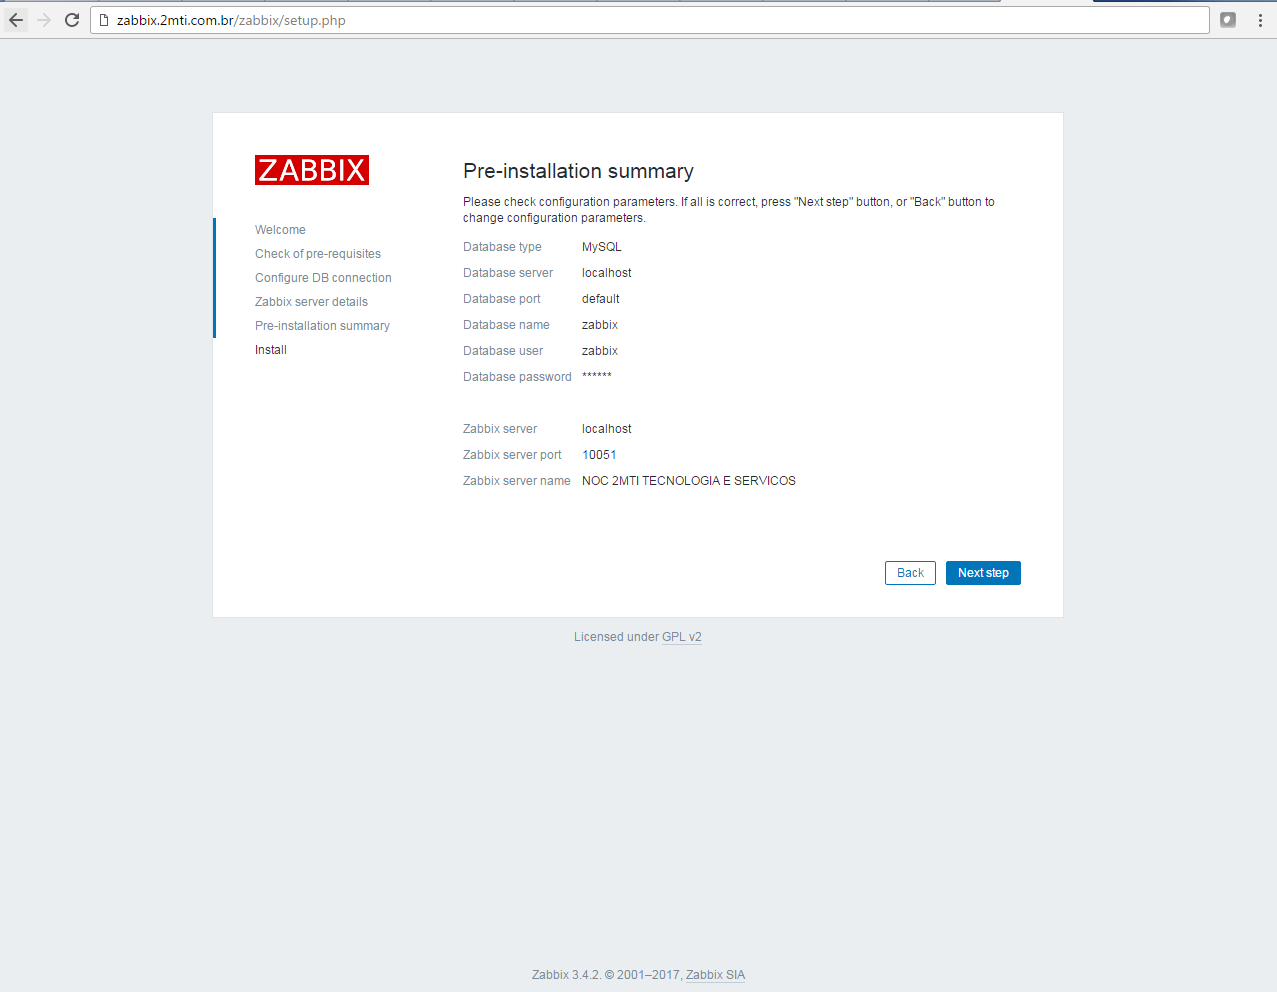 zabbix.2mti.com.br/zabbix/setup.php
ZABBIX
Welcome
Check of pre-requisites
Configure DB connection
Zabbix server details
Pre-installation summary
Install
Pre-installation summary
Please check configuration parameters. If all is correct, press "Next step" button, or "Back" button to
change configuration parameters.
Database type MySQL
Database server localhost
Database port default
Database name zabbix
Database user zabbix
Database password ******
Zabbix server localhost
Zabbix server port 10051
Zabbix server name NOC 2MTI TECNOLOGIA E SERVICOS
Back Next step
Licensed under GPL v2
Zabbix 3.4.2. © 2001–2017, Zabbix SIA